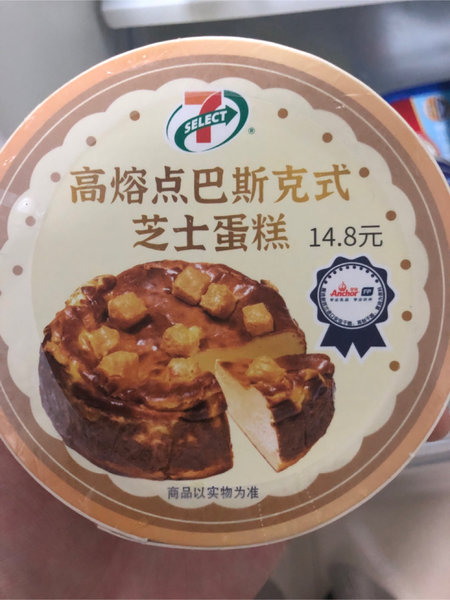 7
SELECT
®
高熔点巴斯克式
芝士蛋糕 14.8元
Anchor
商品以实物为准